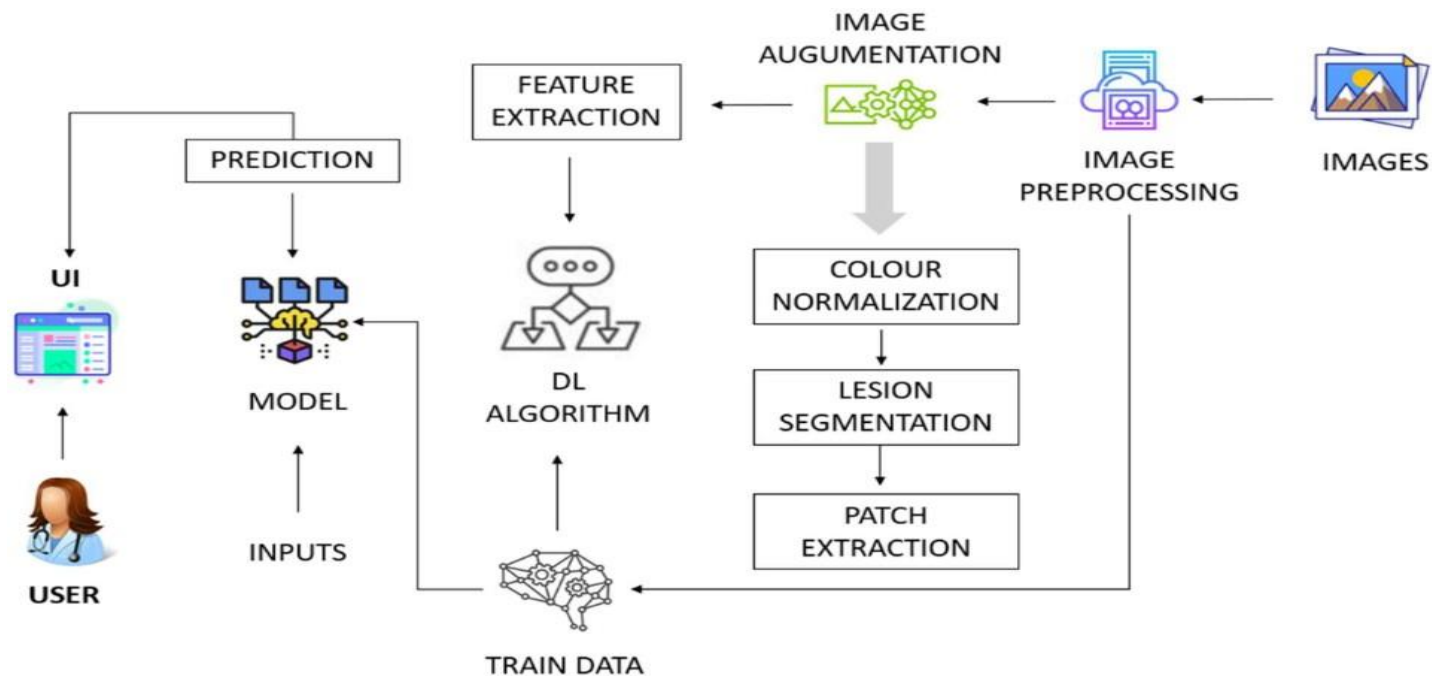 IMAGE
AUGUMENTATION
FEATURE
EXTRACTION
PREDICTION
IMAGE
PREPROCESSING
IMAGES
UI
COLOUR
NORMALIZATION
MODEL
DL
ALGORITHM
LESION
SEGMENTATION
PATCH
EXTRACTION
INPUTS
USER
TRAIN DATA